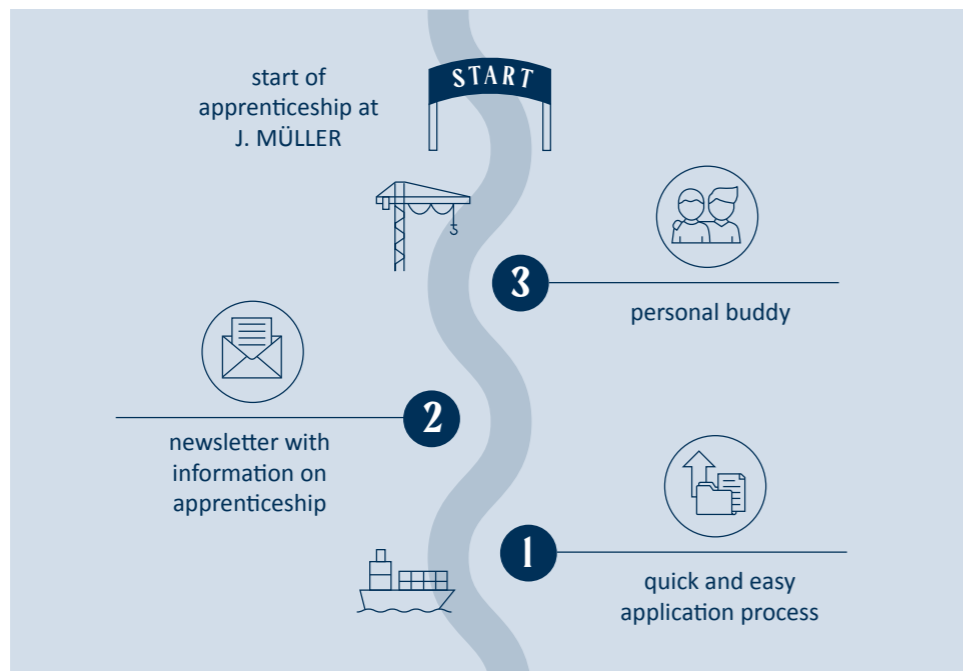 start of
apprenticeship at
J. MÜLLER
START
3
personal buddy
2
newsletter with
information on
apprenticeship
1
quick and easy
application process